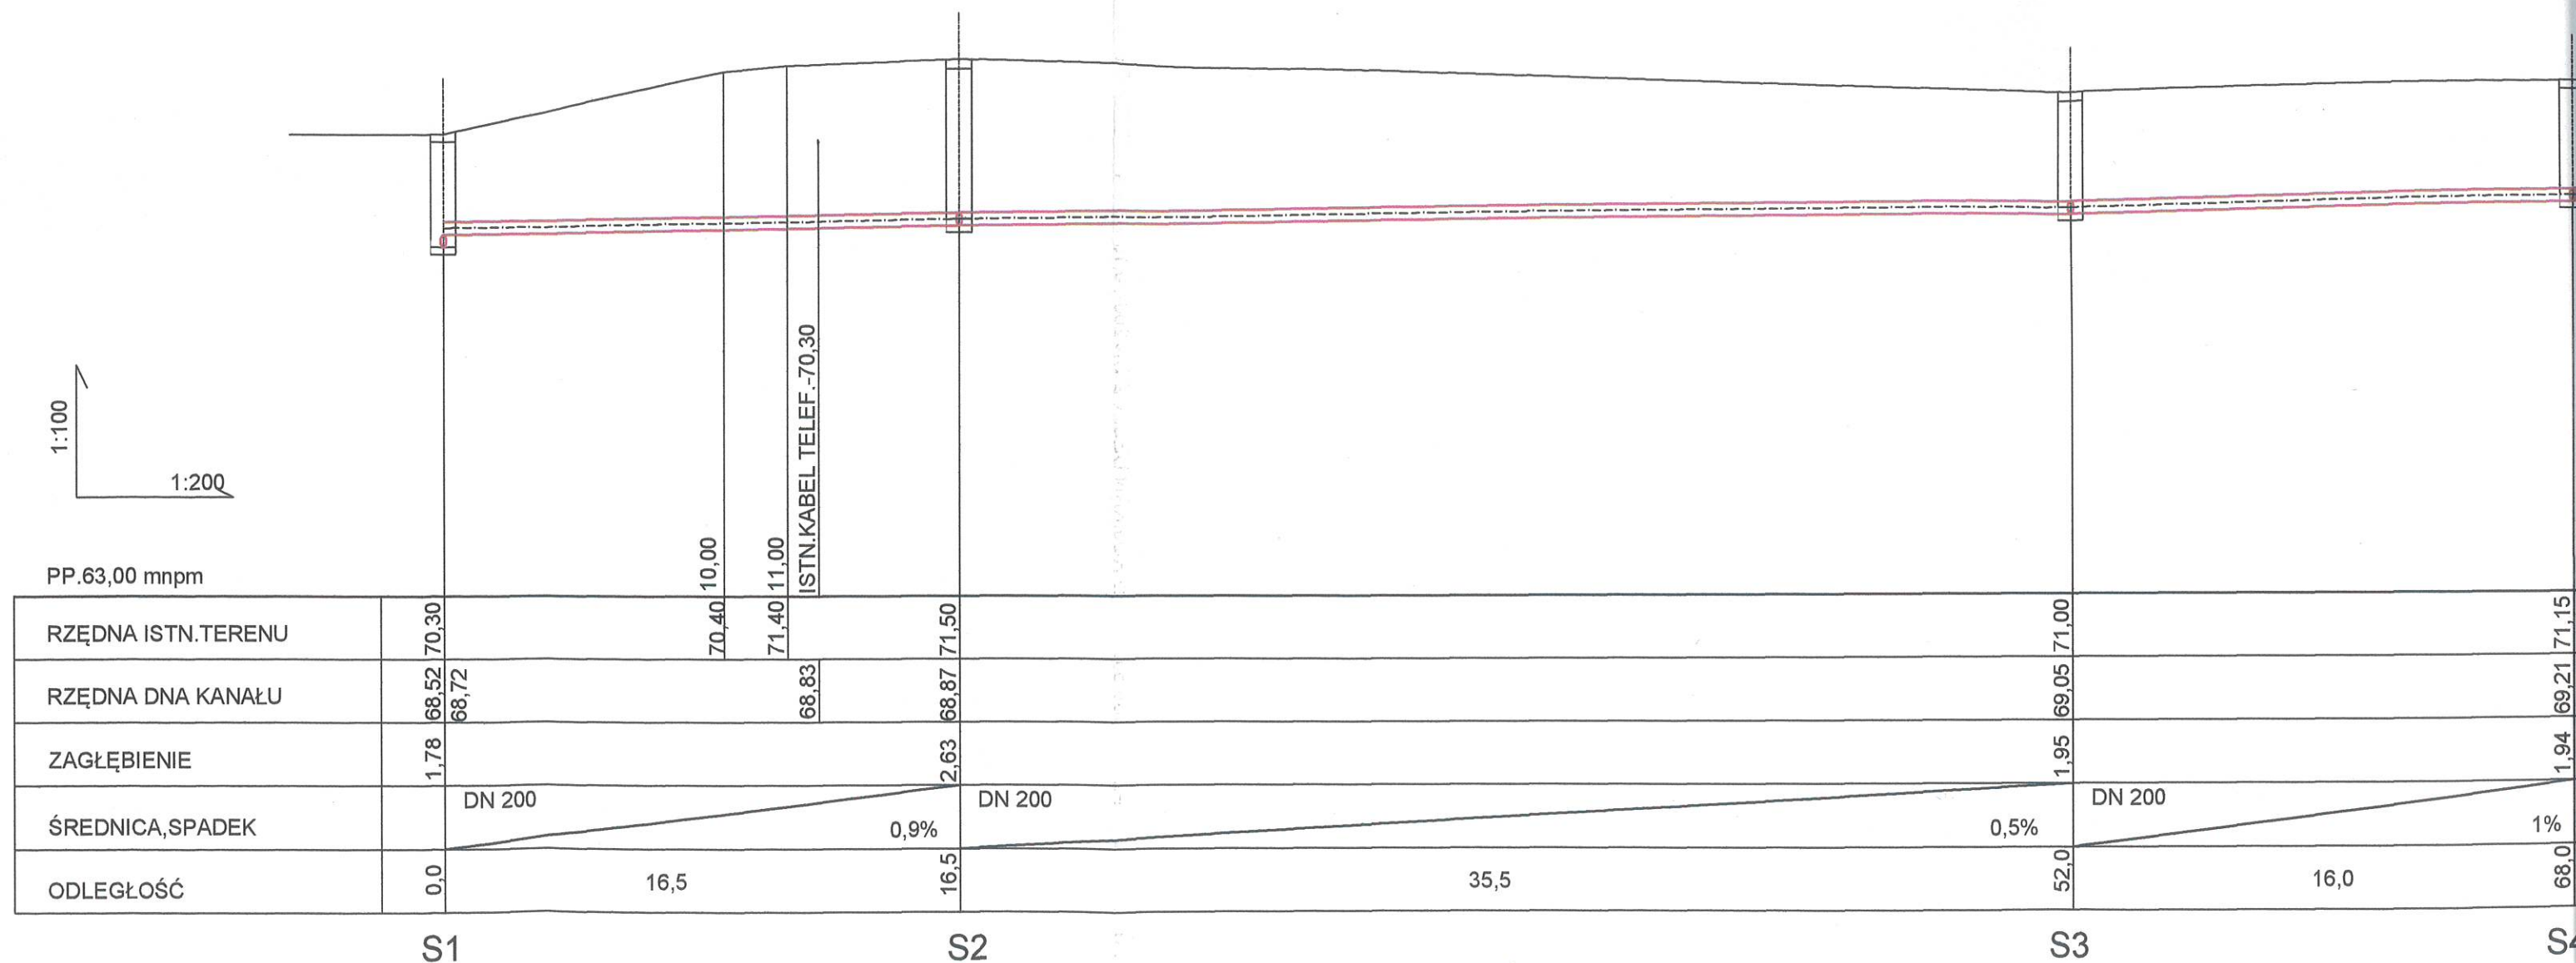 ISTN.KABEL TELEF.-70,30
1:100
1:200
10,00
11,00
PP.63,00 mnpm
RZĘDNA ISTN.TERENU 70,30 70,40 71,40 71,50 71,00 71,15
RZĘDNA DNA KANAŁU 68,52 68,72 68,83 68,87 69,05 69,21
ZAGŁĘBIENIE 1,78 2,63 1,95 1,94
DN 200 DN 200 DN 200
ŚREDNICA,SPADEK 0,9% 0,5% 1%
ODLEGŁOŚĆ 0,0 16,5 16,5 35,5 52,0 16,0 68,0
S1 S2 S3 S4